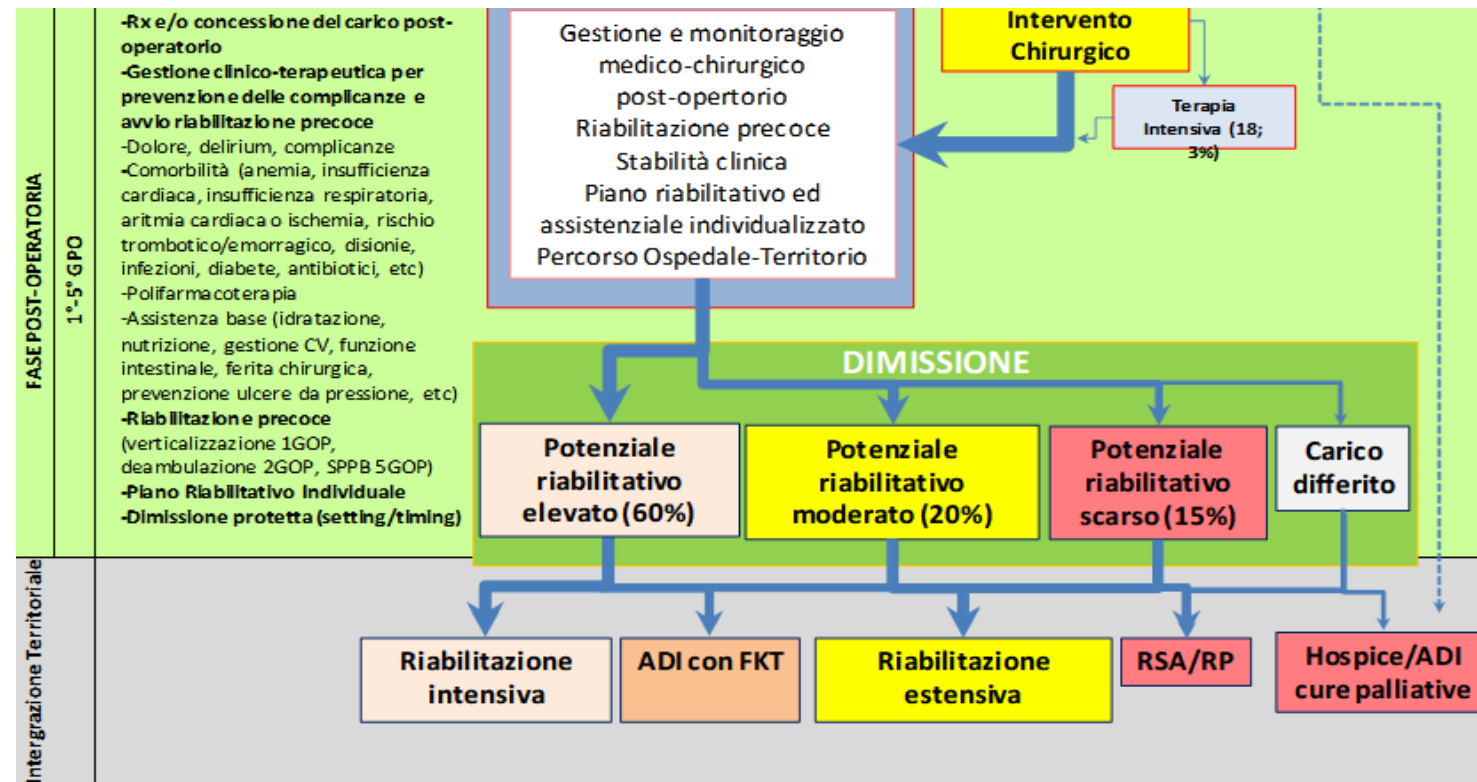 -Rx e/o concessione del carico post-
operatorio
-Gestione clinico-terapeutica per
prevenzione delle complicanze e
avvio riabilitazione precoce
-Dolore, delirium, complicanze
-Comorbilità (anemia, insufficienza
cardiaca, insufficienza respiratoria,
aritmia cardiaca o ischemia, rischio
trombotico/emorragico, disionie,
infezioni, diabete, antibiotici, etc)
-Polifarmacoterapia
-Assistenza base (idratazione,
nutrizione, gestione CV, funzione
intestinale, ferita chirurgica,
prevenzione ulcere da pressione, etc)
-Riabilitazione precoce
(verticalizzazione 1GOP,
deambulazione 2GOP, SPPB 5GOP)
-Piano Riabilitativo Individuale
-Dimissione protetta (setting/timing)
FASE POST-OPERATORIA
1°-5° GPO
Gestione e monitoraggio
medico-chirurgico
post-opertorio
Riabilitazione precoce
Stabilità clinica
Piano riabilitativo ed
assistenziale individualizzato
Percorso Ospedale-Territorio
Intervento
Chirurgico
Terapia
Intensiva (18;
3%)
DIMISSIONE
Potenziale
riabilitativo
elevato (60%)
Potenziale
riabilitativo
moderato (20%)
Potenziale
riabilitativo
scarso (15%)
Carico
differito
Intergrazione Territoriale
Riabilitazione
intensiva
ADI con FKT
Riabilitazione
estensiva
RSA/RP
Hospice/ADI
cure palliative